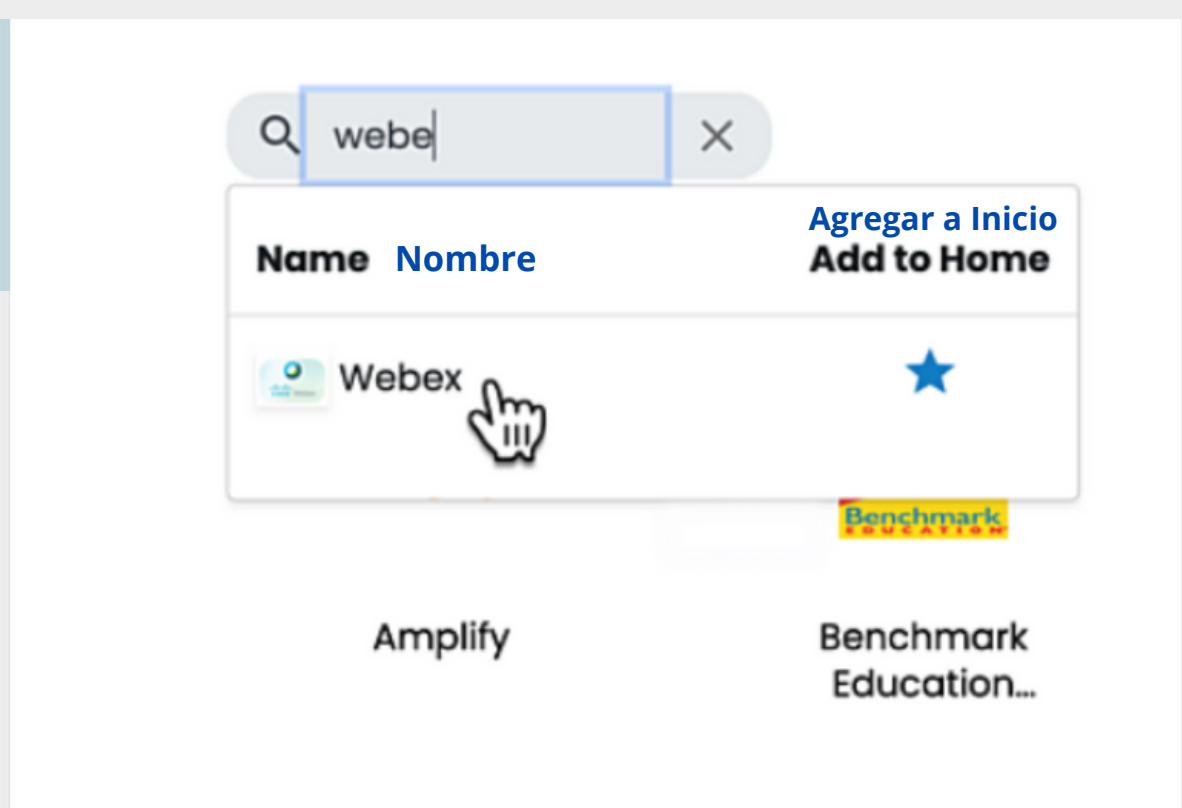 webe
Agregar a Inicio
Name Nombre Add to Home
Webex
Benchmark
EDUCATION
Amplify
Benchmark
Education...